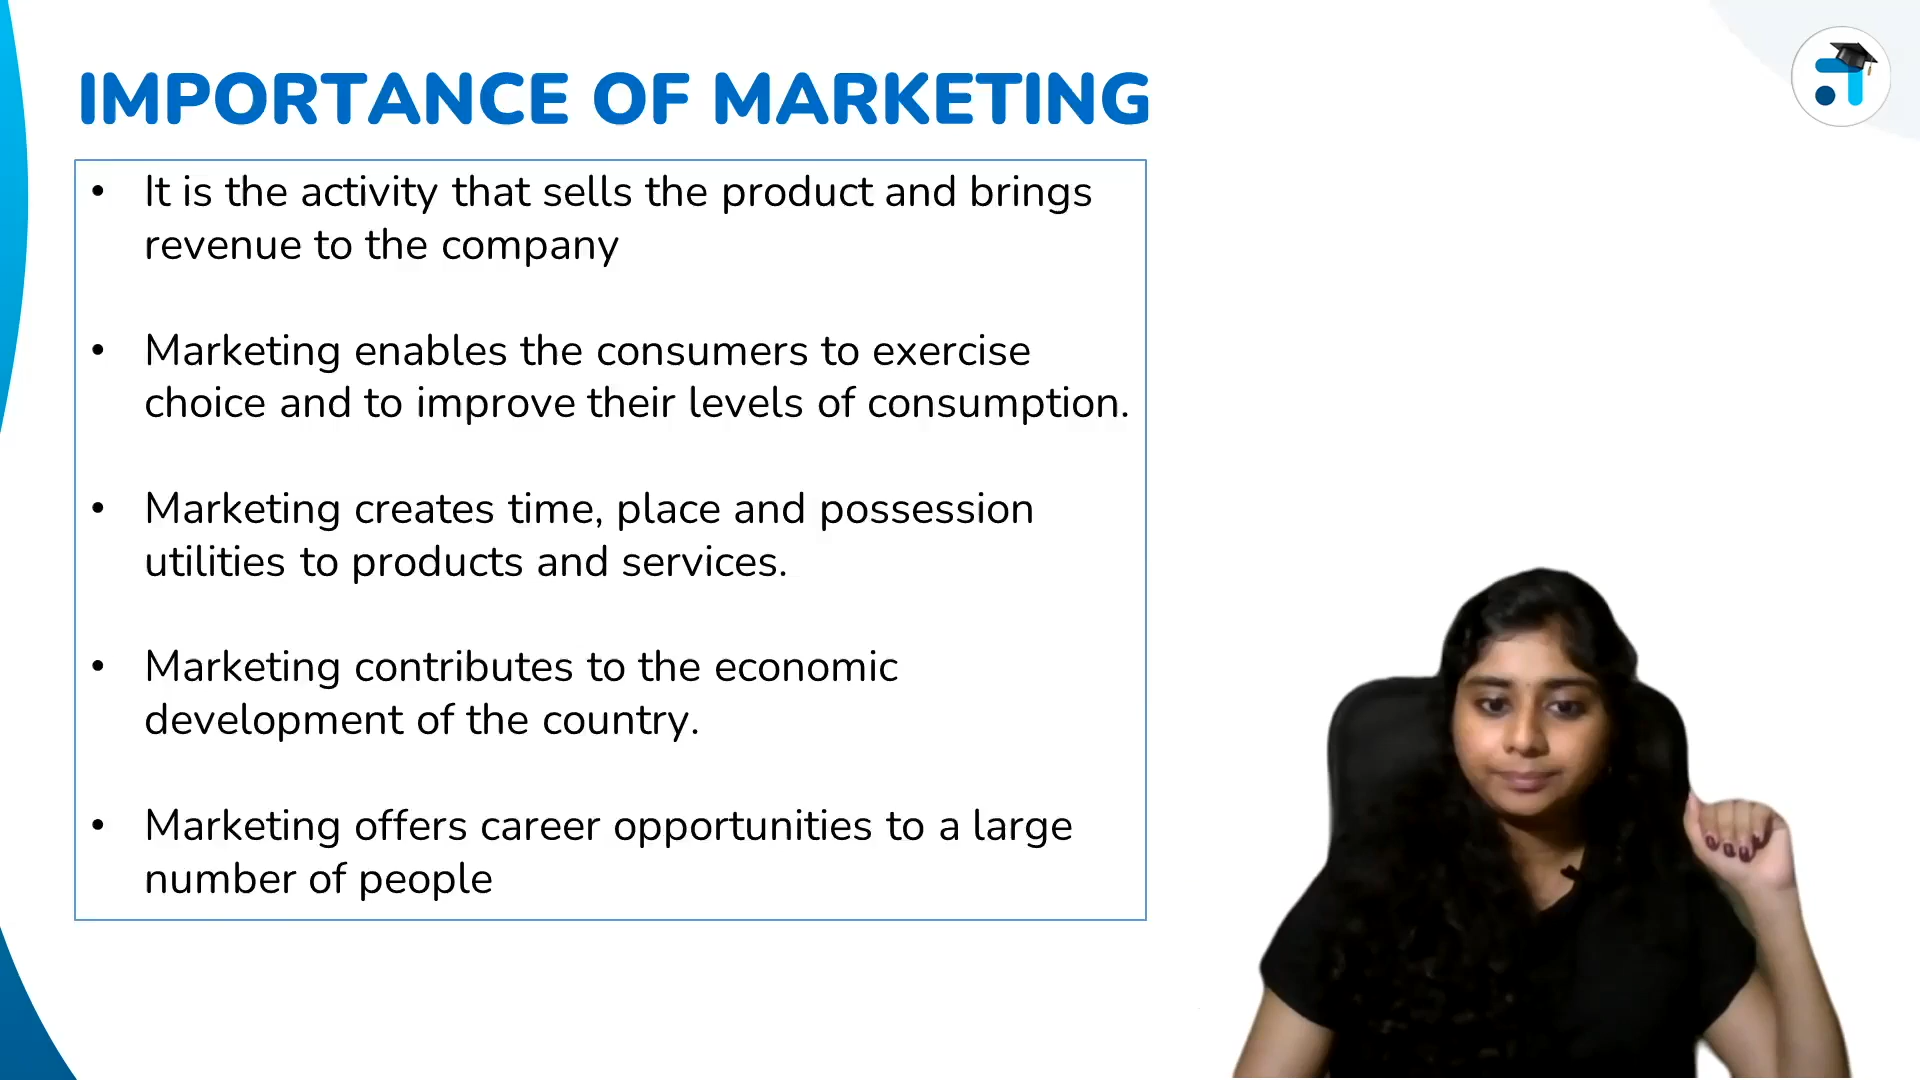 IMPORTANCE OF MARKETING
• It is the activity that sells the product and brings
revenue to the company
• Marketing enables the consumers to exercise
choice and to improve their levels of consumption.
• Marketing creates time, place and possession
utilities to products and services.
• Marketing contributes to the economic
development of the country.
• Marketing offers career opportunities to a large
number of people